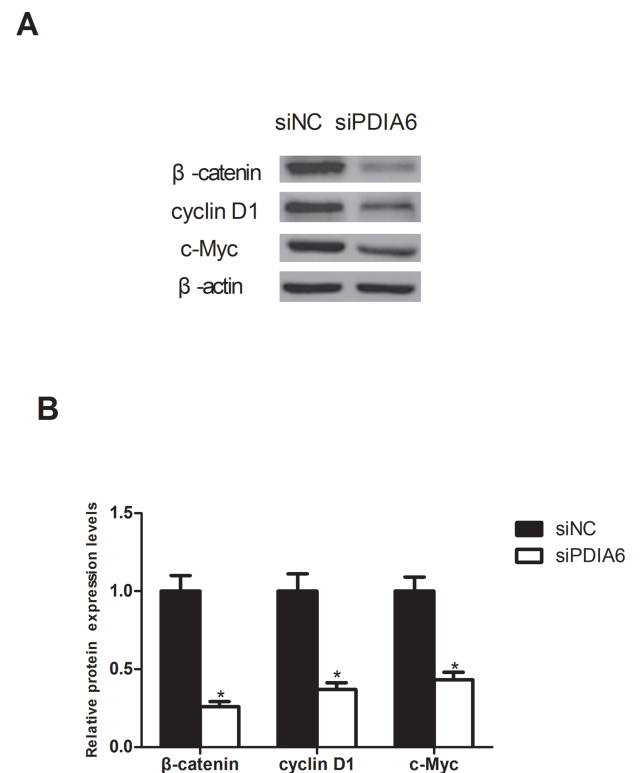 A
siNC siPDIA6
β -catenin
cyclin D1
c-Myc
β -actin
B
Relative protein expression levels
1.5
1.0
0.5
0.0
*
*
*
β-catenin cyclin D1 c-Myc
siNC
siPDIA6